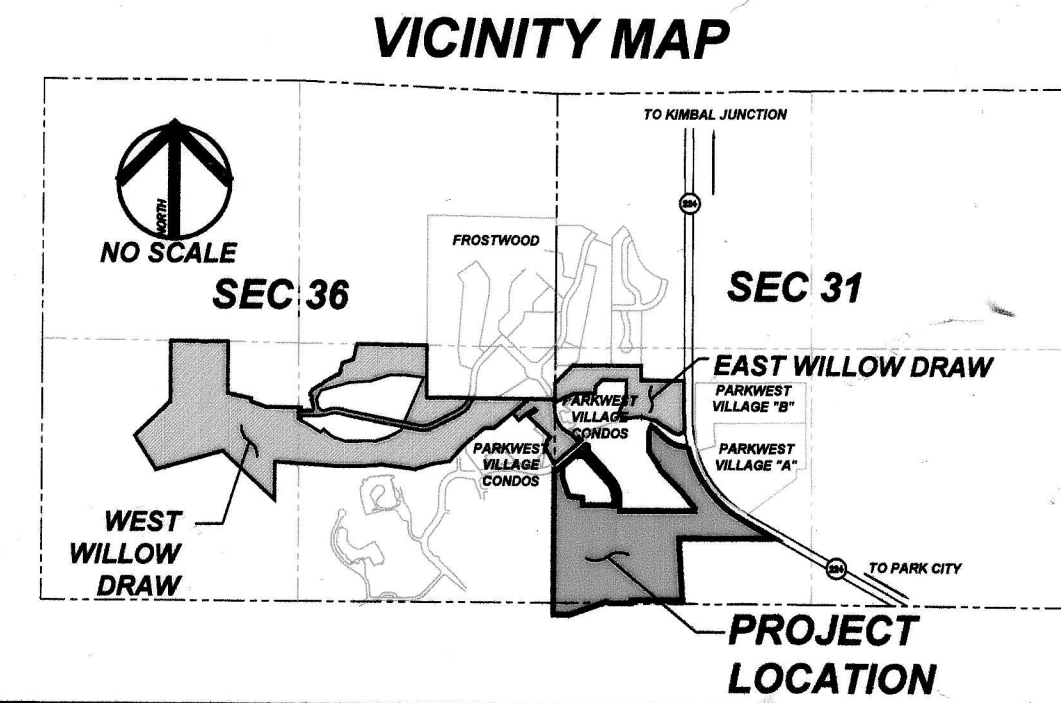 VICINITY MAP
TO KIMBAL JUNCTION
NORTH
224
NO SCALE
FROSTWOOD
SEC 36
SEC 31
EAST WILLOW DRAW
PARKWEST
VILLAGE "B"
PARKWEST
VILLAGE
CONDOS
PARKWEST
VILLAGE
CONDOS
PARKWEST
VILLAGE "A"
WEST
WILLOW
DRAW
224
TO PARK CITY
PROJECT
LOCATION